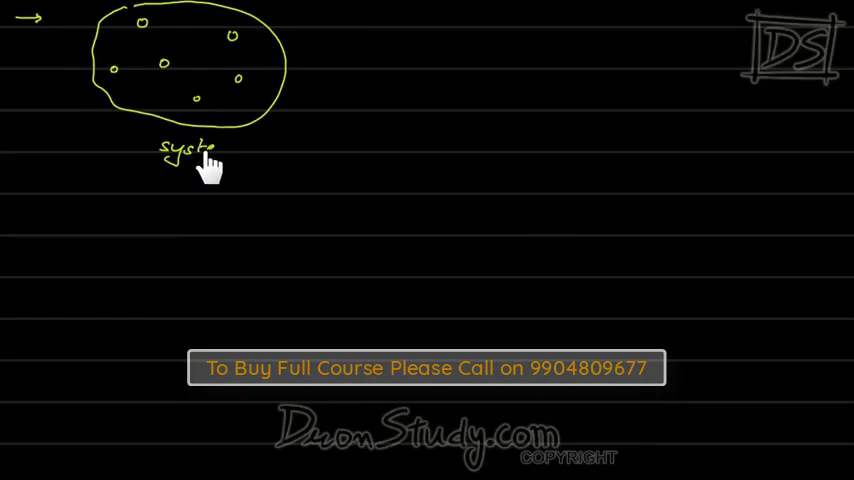 DS
syste
To Buy Full Course Please Call on 9904809677
DronStudy.com
COPYRIGHT